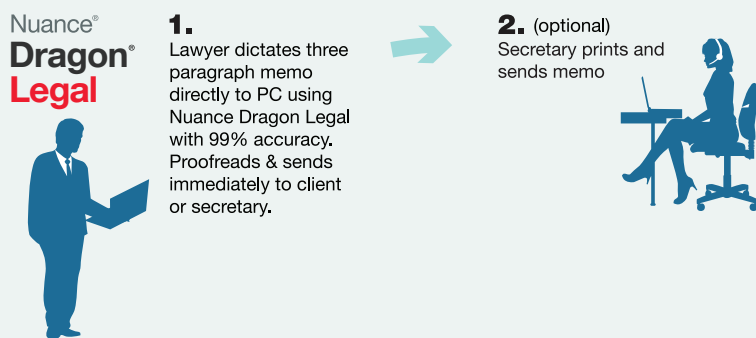 Nuance®
Dragon®
Legal
1.
Lawyer dictates three
paragraph memo
directly to PC using
Nuance Dragon Legal
with 99% accuracy.
Proofreads & sends
immediately to client
or secretary.
2. (optional)
Secretary prints and
sends memo